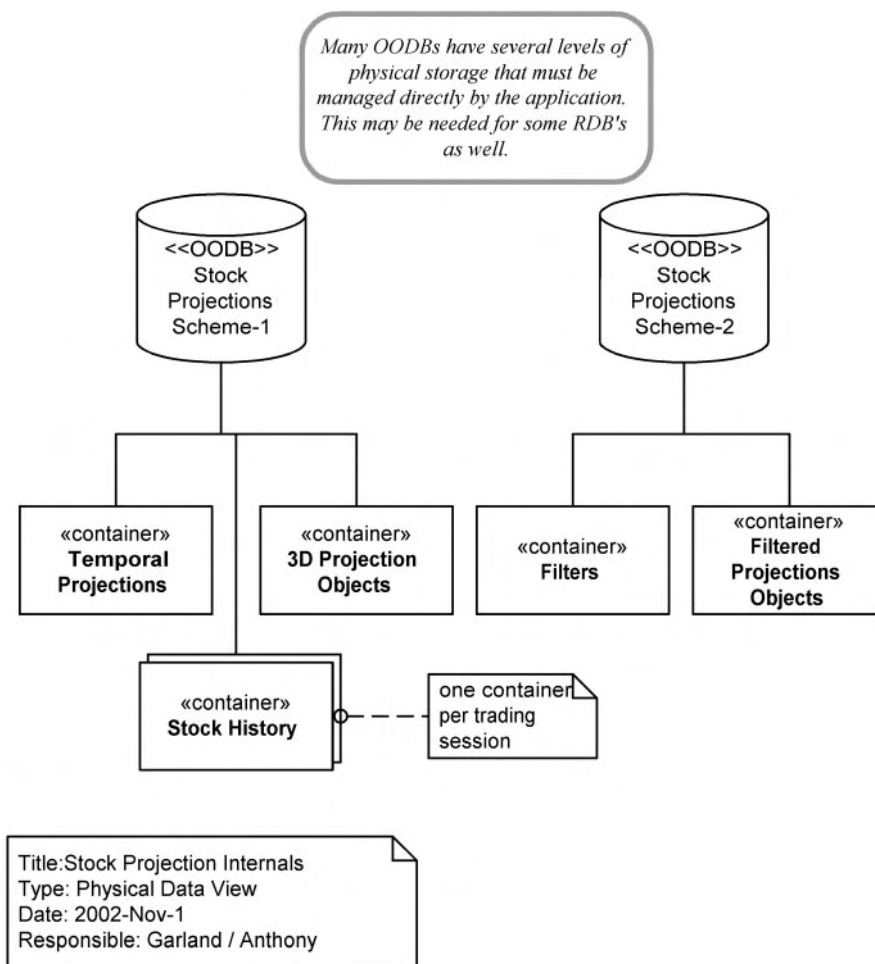 Many OODBs have several levels of
physical storage that must be
managed directly by the application.
This may be needed for some RDB's
as well.
<<OODB>>
Stock
Projections
Scheme-1
<<OODB>>
Stock
Projections
Scheme-2
«container»
Temporal
Projections
«container»
3D Projection
Objects
«container»
Filters
«container»
Filtered
Projections
Objects
«container»
Stock History
one container
per trading
session
Title:Stock Projection Internals
Type: Physical Data View
Date: 2002-Nov-1
Responsible: Garland / Anthony